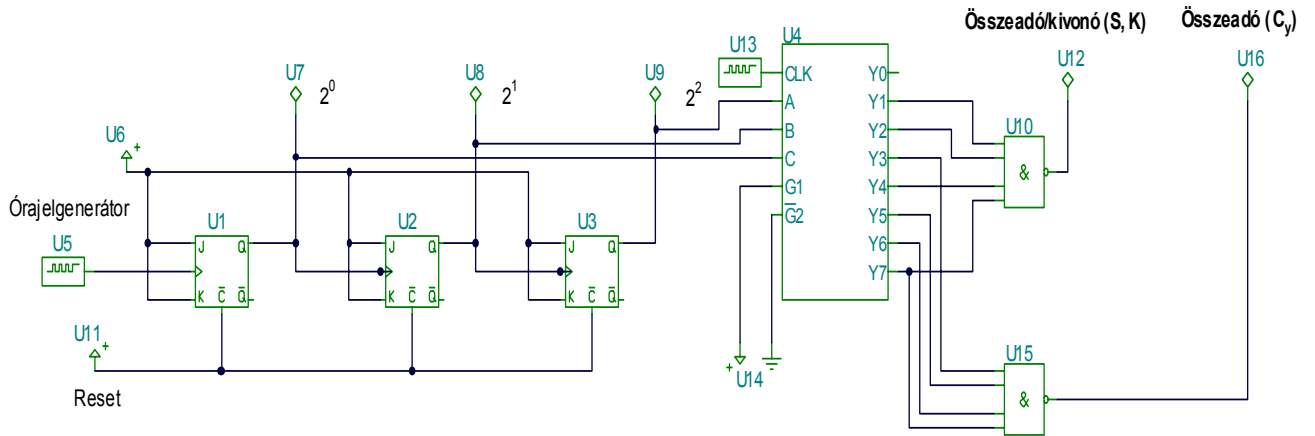 Összeadó/kivonó (S, K)
Összeadó (Cy)
U4
U13
U12
U16
U7
2⁰
U8
2¹
U9
2²
CLK
A
B
C
G1
G̅2
Y0
Y1
Y2
Y3
Y4
Y5
Y6
Y7
U10
&
U6
+
Órajelgenerátor
U5
U1
J
Q
K
C̅
Q̅
U2
J
Q
K
C̅
Q̅
U3
J
Q
K
C̅
Q̅
U11
+
Reset
+
U14
U15
&